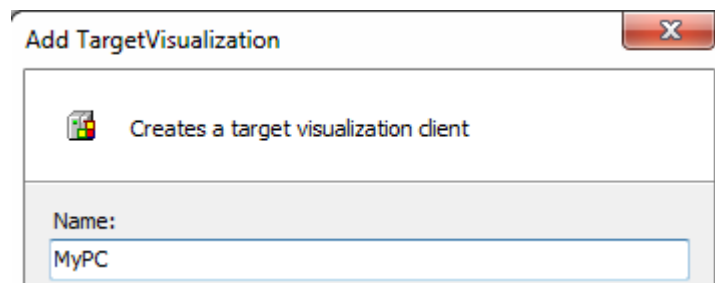 Add TargetVisualization
Creates a target visualization client
Name:
MyPC